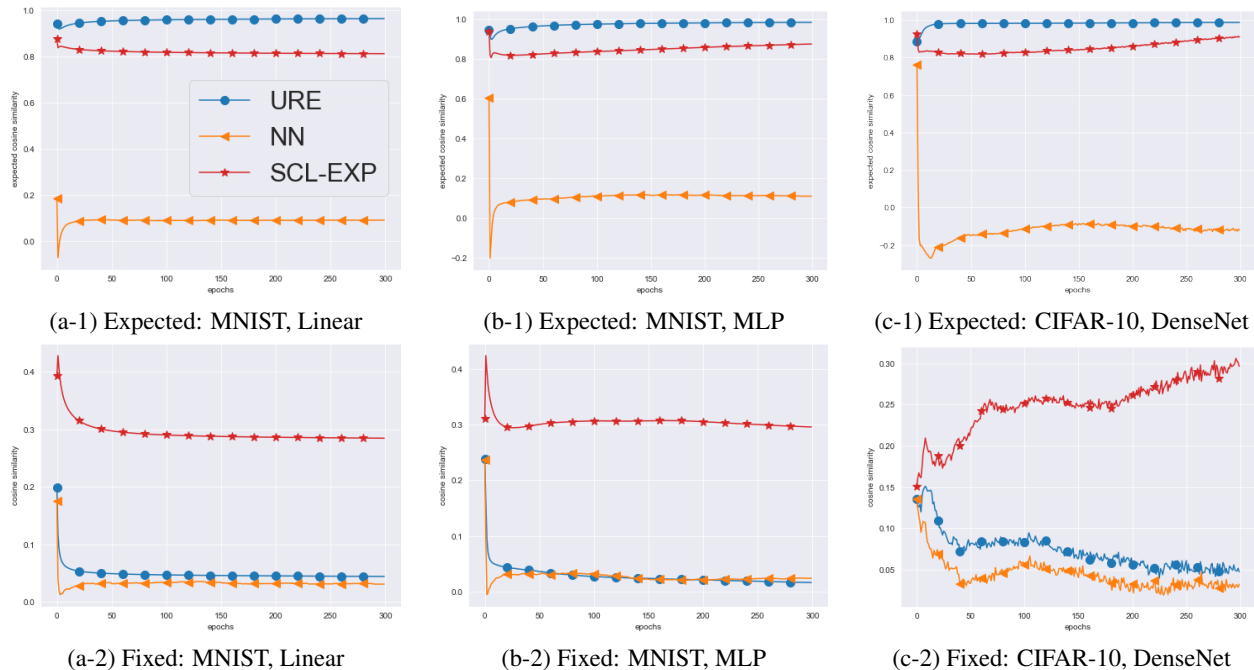 1.0
0.8
0.6
0.4
0.2
0.0
expected cosine similarity
URE
NN
SCL-EXP
0 50 100 150 200 250 300
epochs
(a-1) Expected: MNIST, Linear
1.0
0.8
0.6
0.4
0.2
0.0
−0.2
expected cosine similarity
0 50 100 150 200 250 300
epochs
(b-1) Expected: MNIST, MLP
1.0
0.8
0.6
0.4
0.2
0.0
−0.2
expected cosine similarity
0 50 100 150 200 250 300
epochs
(c-1) Expected: CIFAR-10, DenseNet
0.4
0.3
0.2
0.1
0.0
cosine similarity
0 50 100 150 200 250 300
epochs
(a-2) Fixed: MNIST, Linear
0.4
0.3
0.2
0.1
0.0
cosine similarity
0 50 100 150 200 250 300
epochs
(b-2) Fixed: MNIST, MLP
0.30
0.25
0.20
0.15
0.10
0.05
cosine similarity
0 50 100 150 200 250 300
epochs
(c-2) Fixed: CIFAR-10, DenseNet